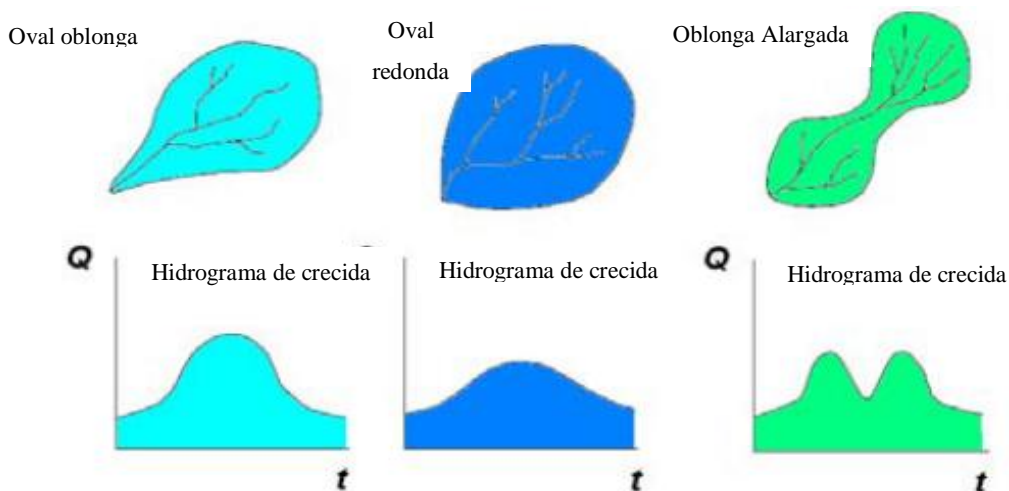 Oval oblonga
Oval
redonda
Oblonga Alargada
Q
Hidrograma de crecida
Hidrograma de crecida
Q
Hidrograma de crecida
t
t
t